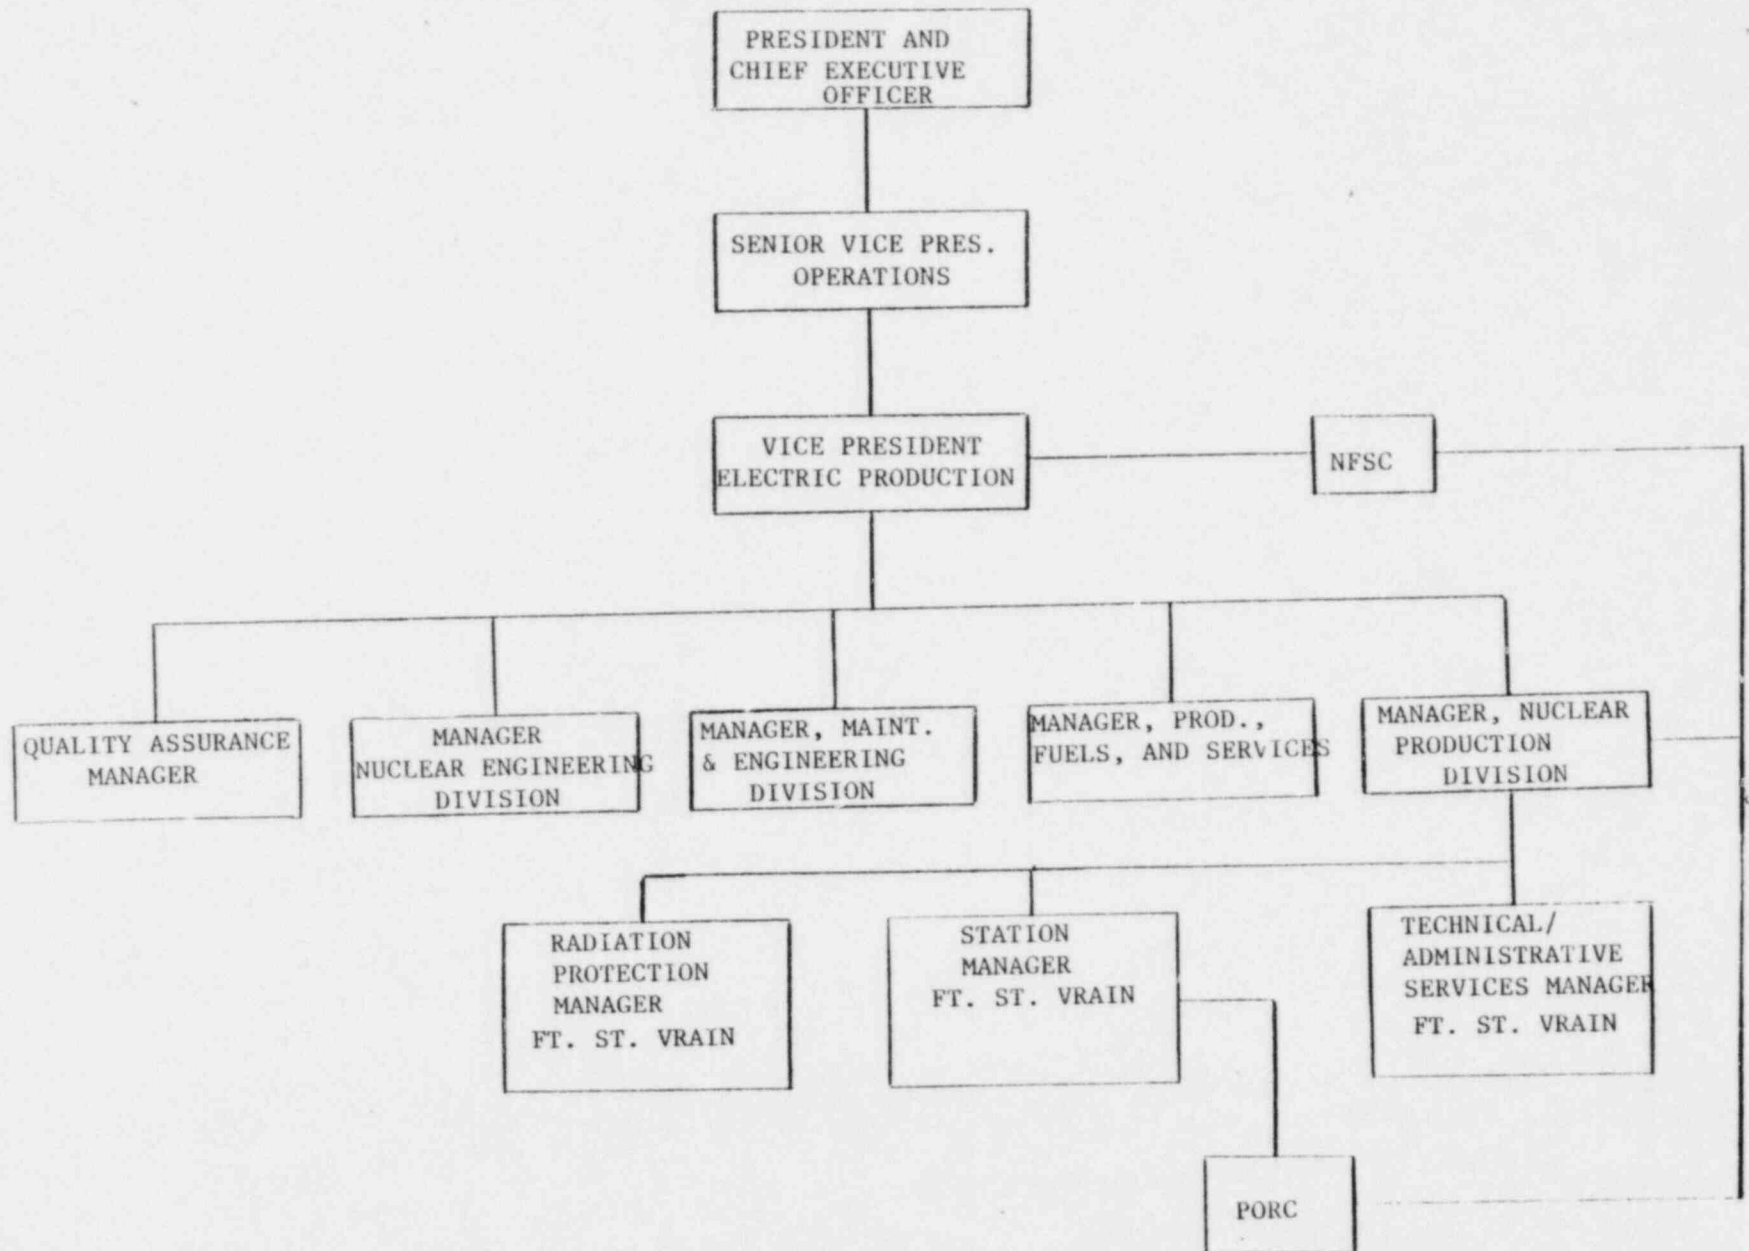 PRESIDENT AND
CHIEF EXECUTIVE
OFFICER
SENIOR VICE PRES.
OPERATIONS
VICE PRESIDENT
ELECTRIC PRODUCTION
NFSC
QUALITY ASSURANCE
MANAGER
MANAGER
NUCLEAR ENGINEERING
DIVISION
MANAGER, MAINT.
& ENGINEERING
DIVISION
MANAGER, PROD.,
FUELS, AND SERVICES
MANAGER, NUCLEAR
PRODUCTION
DIVISION
RADIATION
PROTECTION
MANAGER
FT. ST. VRAIN
STATION
MANAGER
FT. ST. VRAIN
TECHNICAL/
ADMINISTRATIVE
SERVICES MANAGER
FT. ST. VRAIN
PORC